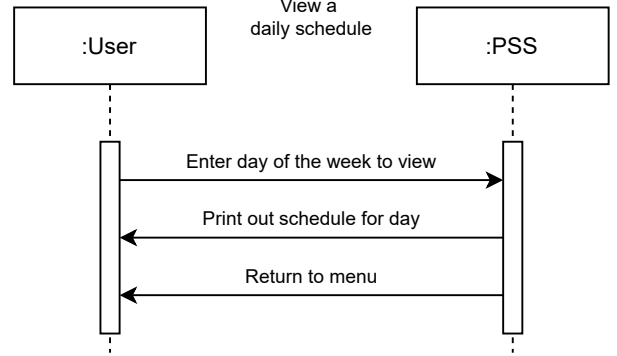 View a
daily schedule
:User
:PSS
Enter day of the week to view
Print out schedule for day
Return to menu